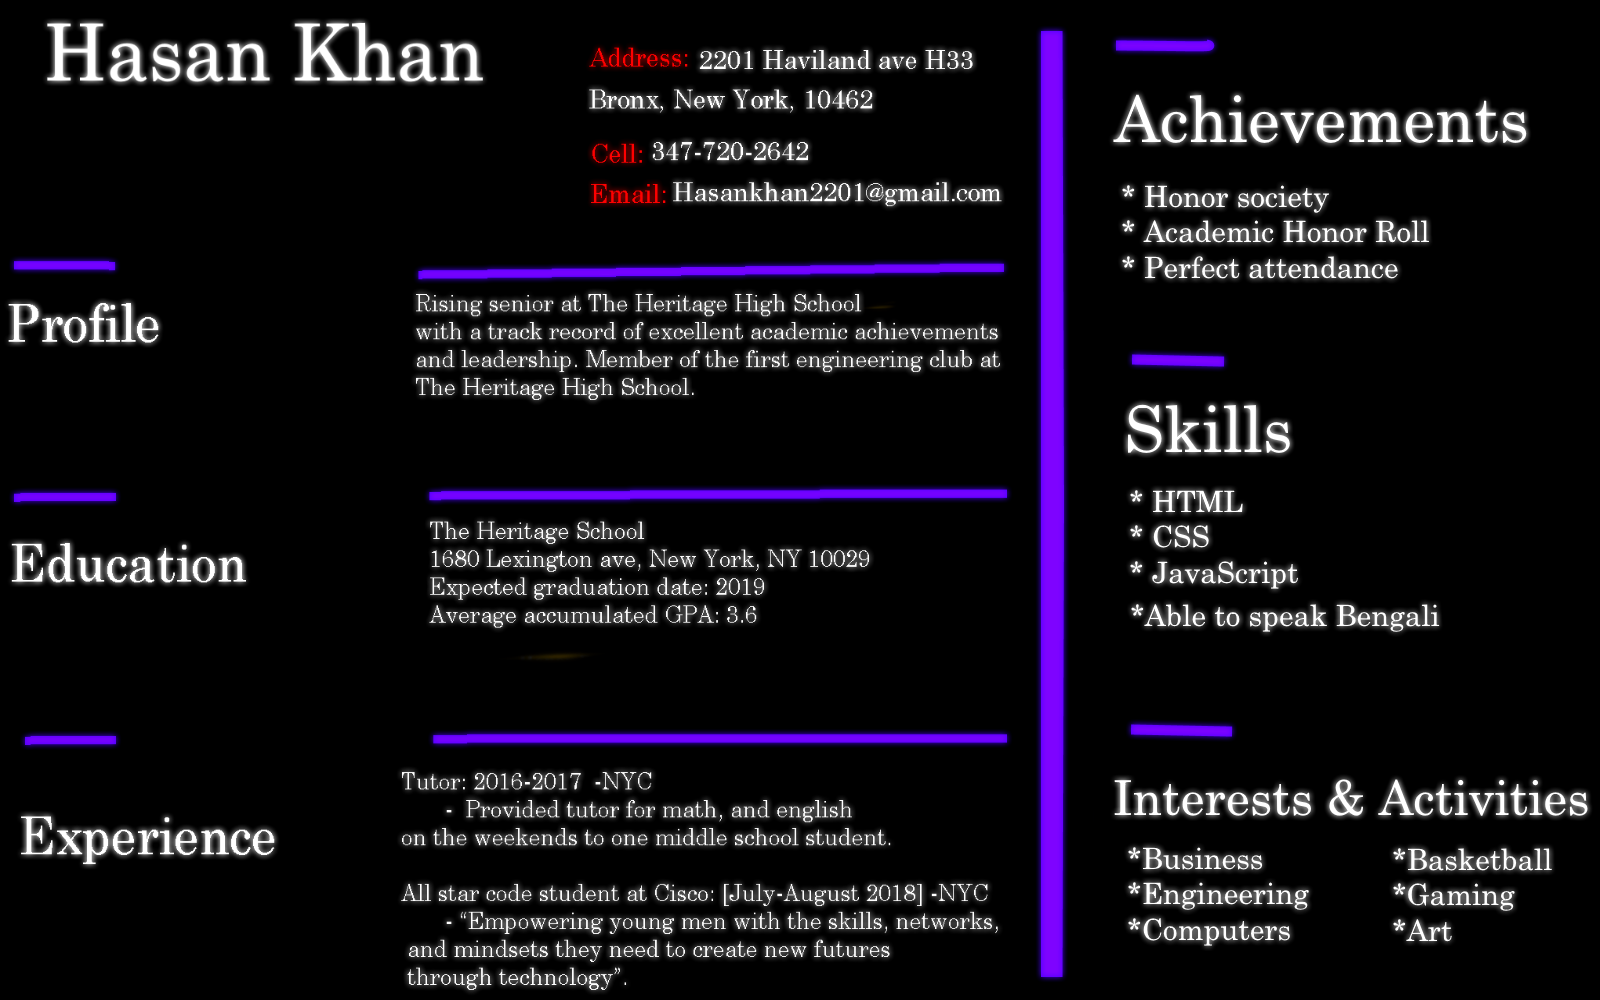 Hasan Khan
Address: 2201 Haviland ave H33
Bronx, New York, 10462
Cell: 347-720-2642
Email: Hasankhan2201@gmail.com
Profile
Rising senior at The Heritage High School
with a track record of excellent academic achievements
and leadership. Member of the first engineering club at
The Heritage High School.
Education
The Heritage School
1680 Lexington ave, New York, NY 10029
Expected graduation date: 2019
Average accumulated GPA: 3.6
Experience
Tutor: 2016-2017 -NYC
- Provided tutor for math, and english
on the weekends to one middle school student.
All star code student at Cisco: [July-August 2018] -NYC
- “Empowering young men with the skills, networks,
and mindsets they need to create new futures
through technology”.
Achievements
* Honor society
* Academic Honor Roll
* Perfect attendance
Skills
* HTML
* CSS
* JavaScript
*Able to speak Bengali
Interests & Activities
*Business
*Engineering
*Computers
*Basketball
*Gaming
*Art